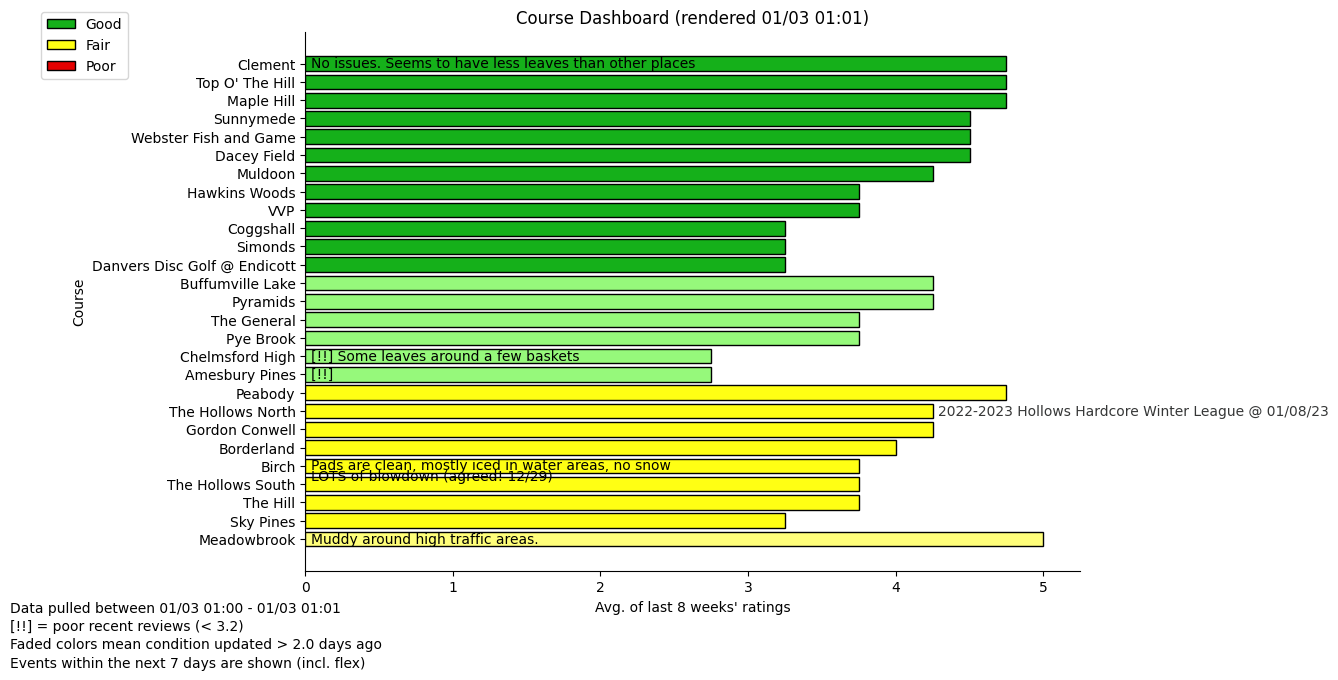 Course Dashboard (rendered 01/03 01:01)
Good
Fair
Poor
Course
Clement
No issues. Seems to have less leaves than other places
Top O' The Hill
Maple Hill
Sunnymede
Webster Fish and Game
Dacey Field
Muldoon
Hawkins Woods
VVP
Coggshall
Simonds
Danvers Disc Golf @ Endicott
Buffumville Lake
Pyramids
The General
Pye Brook
Chelmsford High
[!!] Some leaves around a few baskets
Amesbury Pines
[!!]
Peabody
The Hollows North
2022-2023 Hollows Hardcore Winter League @ 01/08/23
Gordon Conwell
Borderland
Birch
Pads are clean, mostly iced in water areas, no snow
LOTS of blowdown (agreed! 12/29)
The Hollows South
The Hill
Sky Pines
Meadowbrook
Muddy around high traffic areas.
0 1 2 3 4 5
Avg. of last 8 weeks' ratings
Data pulled between 01/03 01:00 - 01/03 01:01
[!!] = poor recent reviews (< 3.2)
Faded colors mean condition updated > 2.0 days ago
Events within the next 7 days are shown (incl. flex)